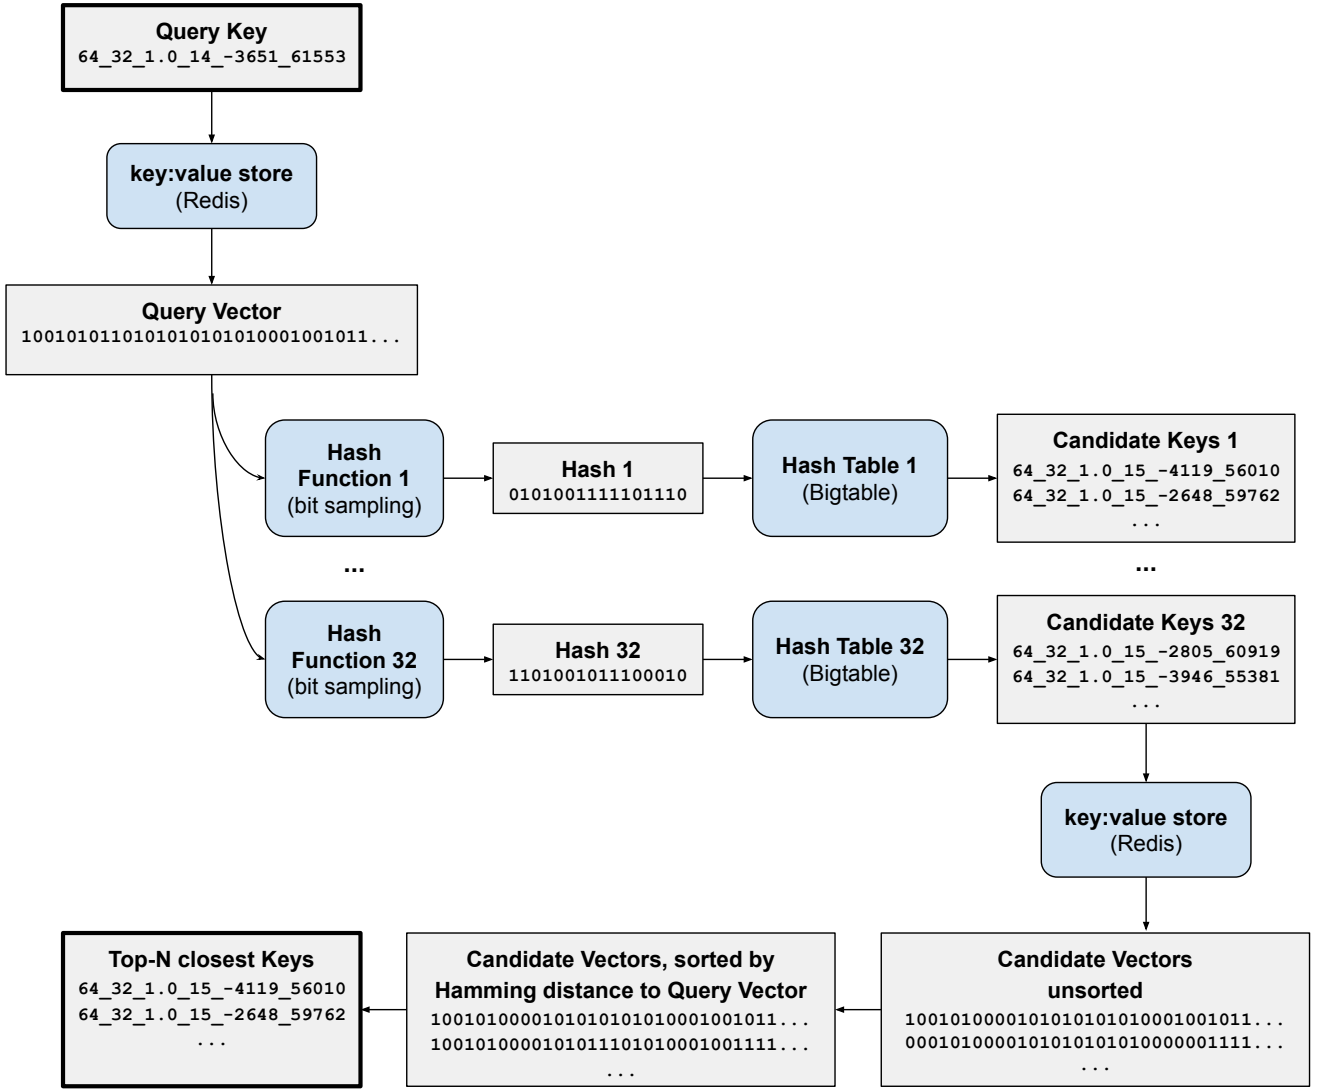 Query Key
64_32_1.0_14_-3651_61553
key:value store
(Redis)
Query Vector
1001010110101010101010001001011...
Hash
Function 1
(bit sampling)
Hash 1
0101001111101110
Hash Table 1
(Bigtable)
Candidate Keys 1
64_32_1.0_15_-4119_56010
64_32_1.0_15_-2648_59762
...
...
...
Hash
Function 32
(bit sampling)
Hash 32
1101001011100010
Hash Table 32
(Bigtable)
Candidate Keys 32
64_32_1.0_15_-2805_60919
64_32_1.0_15_-3946_55381
...
key:value store
(Redis)
Top-N closest Keys
64_32_1.0_15_-4119_56010
64_32_1.0_15_-2648_59762
...
Candidate Vectors, sorted by
Hamming distance to Query Vector
1001010000101010101010001001011...
1001010000101011101010001001111...
...
Candidate Vectors
unsorted
1001010000101010101010001001011...
0001010000101010101010000001111...
...